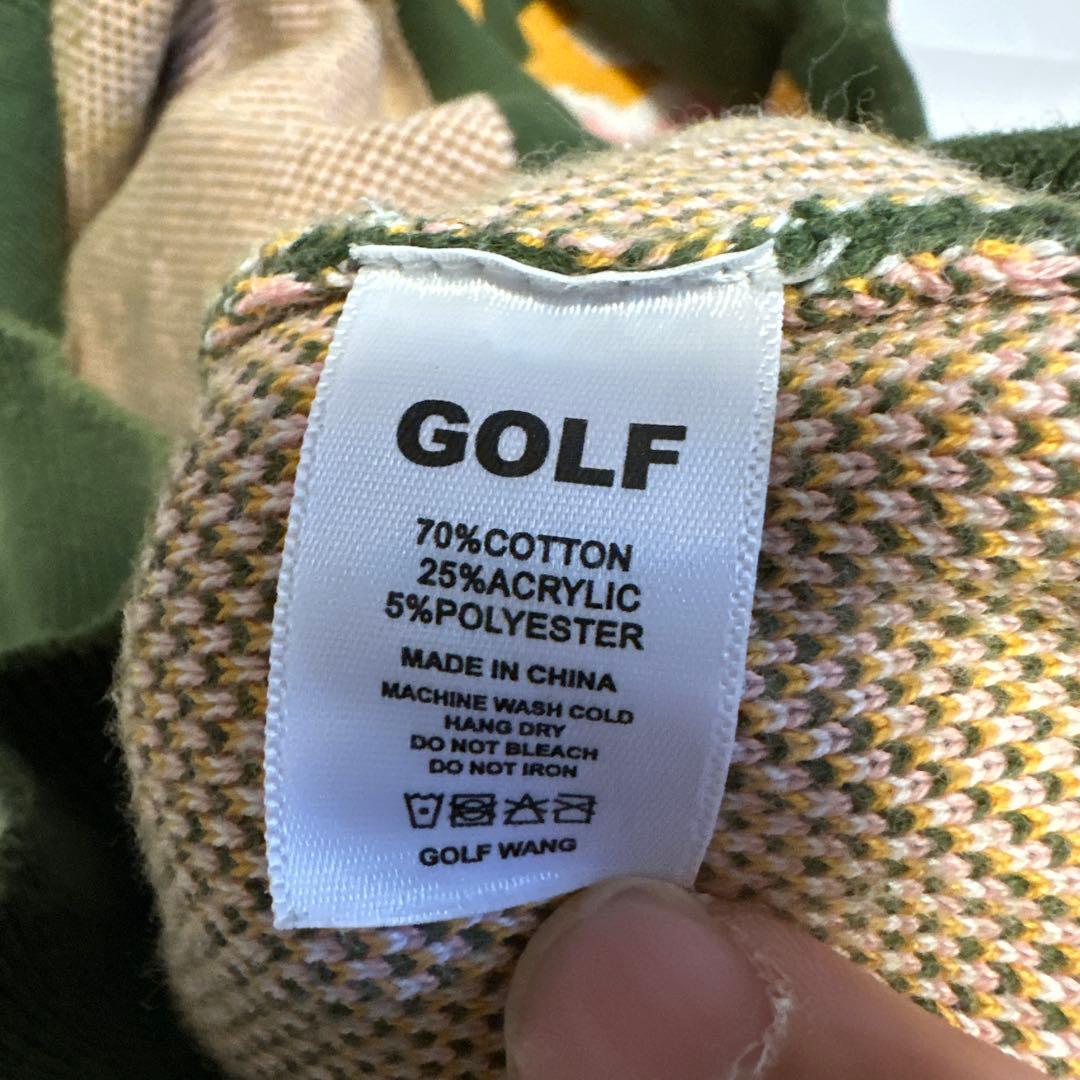 GOLF
70%COTTON
25%ACRYLIC
5%POLYESTER
MADE IN CHINA
MACHINE WASH COLD
HANG DRY
DO NOT BLEACH
DO NOT IRON
GOLF WANG